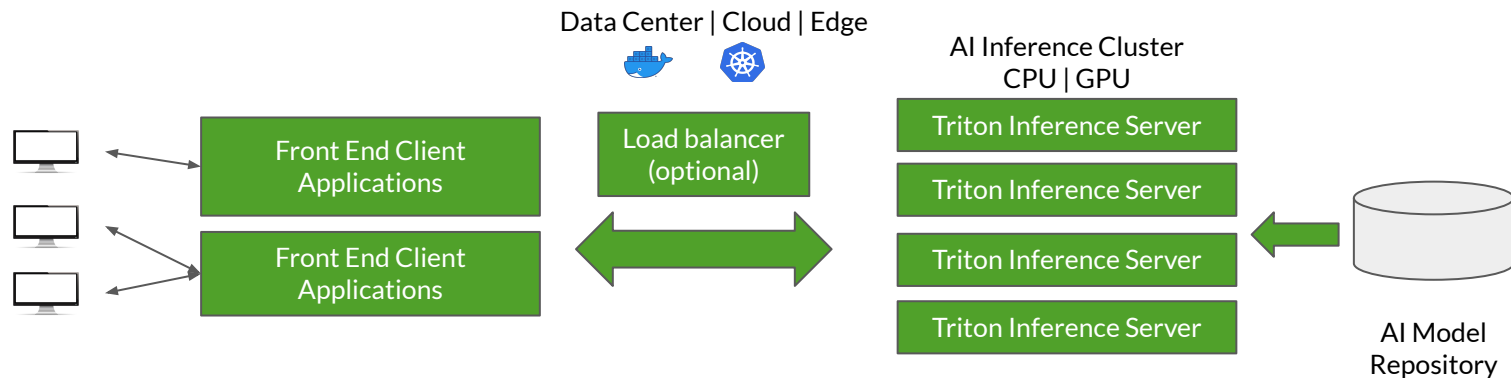 Data Center | Cloud | Edge
AI Inference Cluster
CPU | GPU
Front End Client
Applications
Front End Client
Applications
Load balancer
(optional)
Triton Inference Server
Triton Inference Server
Triton Inference Server
Triton Inference Server
AI Model
Repository